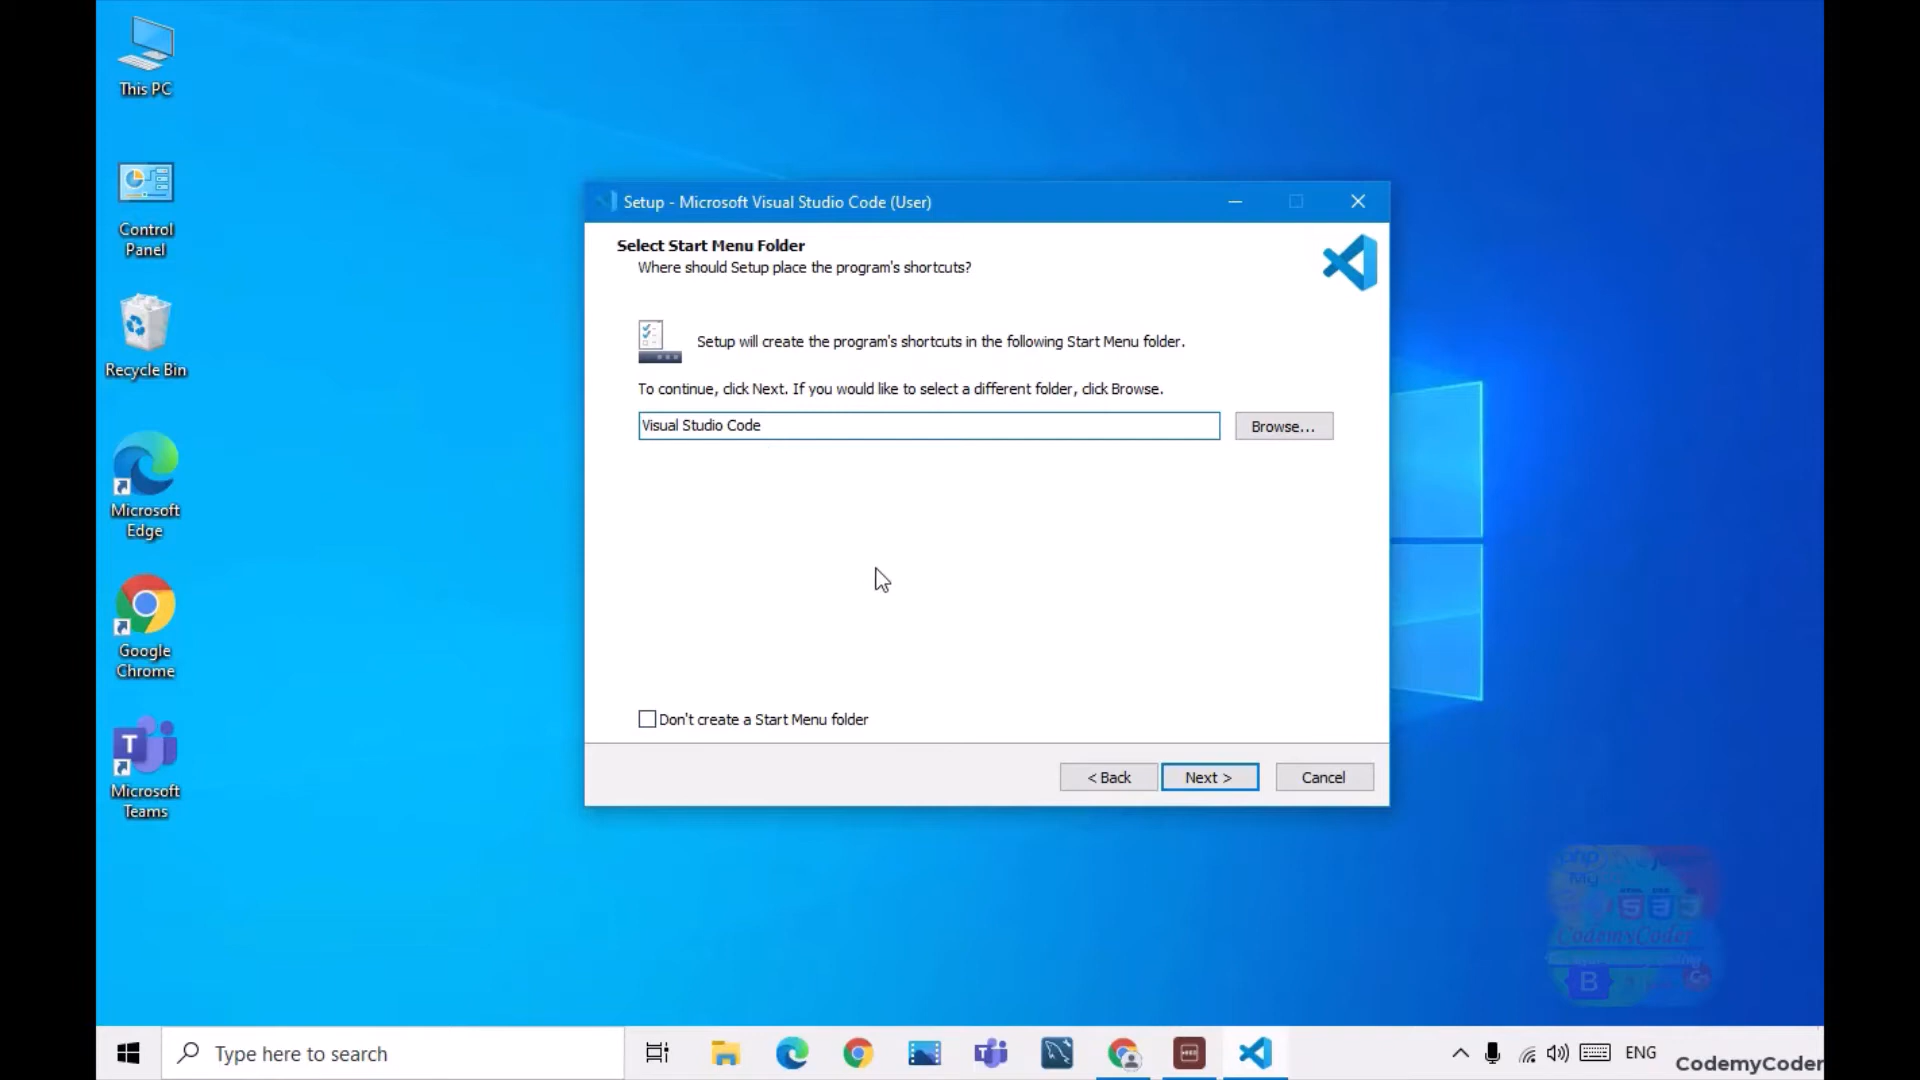 This PC
Control
Panel
Recycle Bin
Microsoft
Edge
Google
Chrome
T
Microsoft
Teams
Setup - Microsoft Visual Studio Code (User)
Select Start Menu Folder
Where should Setup place the program's shortcuts?
Setup will create the program's shortcuts in the following Start Menu folder.
To continue, click Next. If you would like to select a different folder, click Browse.
Visual Studio Code
Browse...
Don't create a Start Menu folder
< Back
Next >
Cancel
php
My
CodemyCoder
B
Type here to search
ENG
CodemyCoder